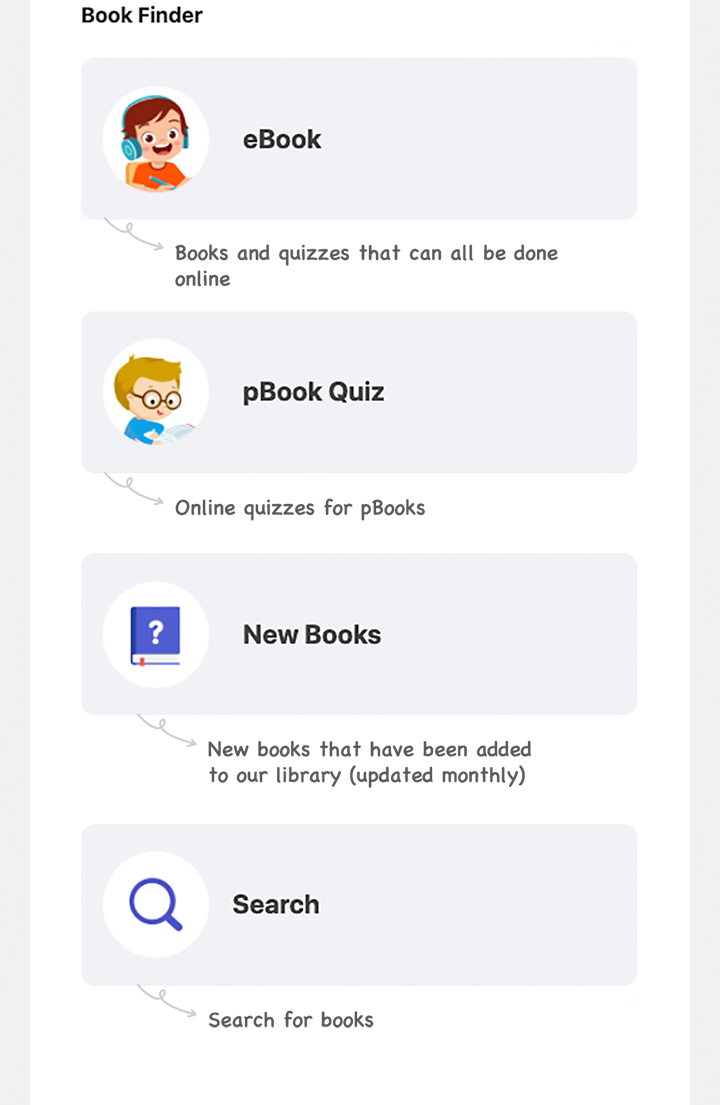 Book Finder
eBook
Books and quizzes that can all be done
online
pBook Quiz
Online quizzes for pBooks
?
New Books
New books that have been added
to our library (updated monthly)
Search
Search for books